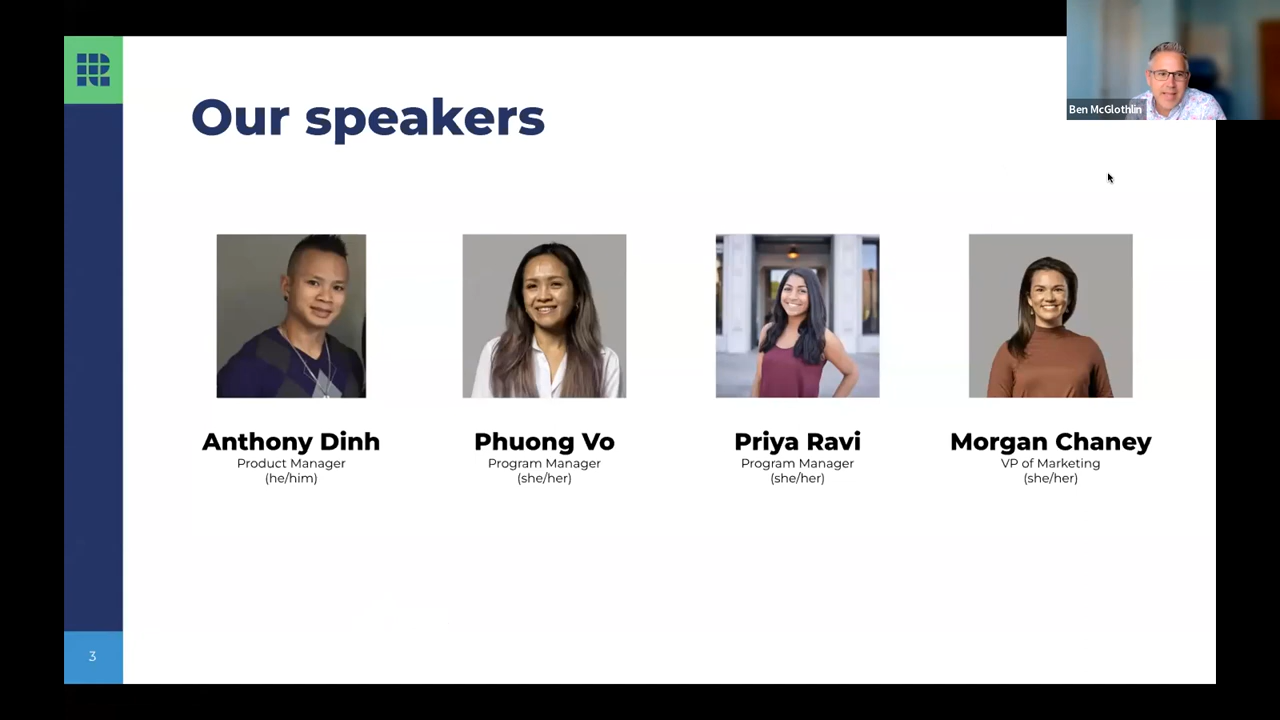 Our speakers
Ben McGlothlin
Anthony Dinh
Product Manager
(he/him)
Phuong Vo
Program Manager
(she/her)
Priya Ravi
Program Manager
(she/her)
Morgan Chaney
VP of Marketing
(she/her)
3